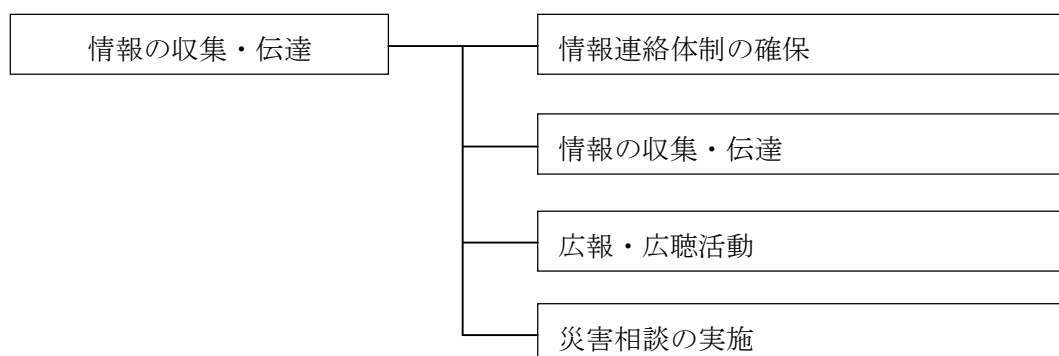 情報の収集・伝達
情報連絡体制の確保
情報の収集・伝達
広報・広聴活動
災害相談の実施